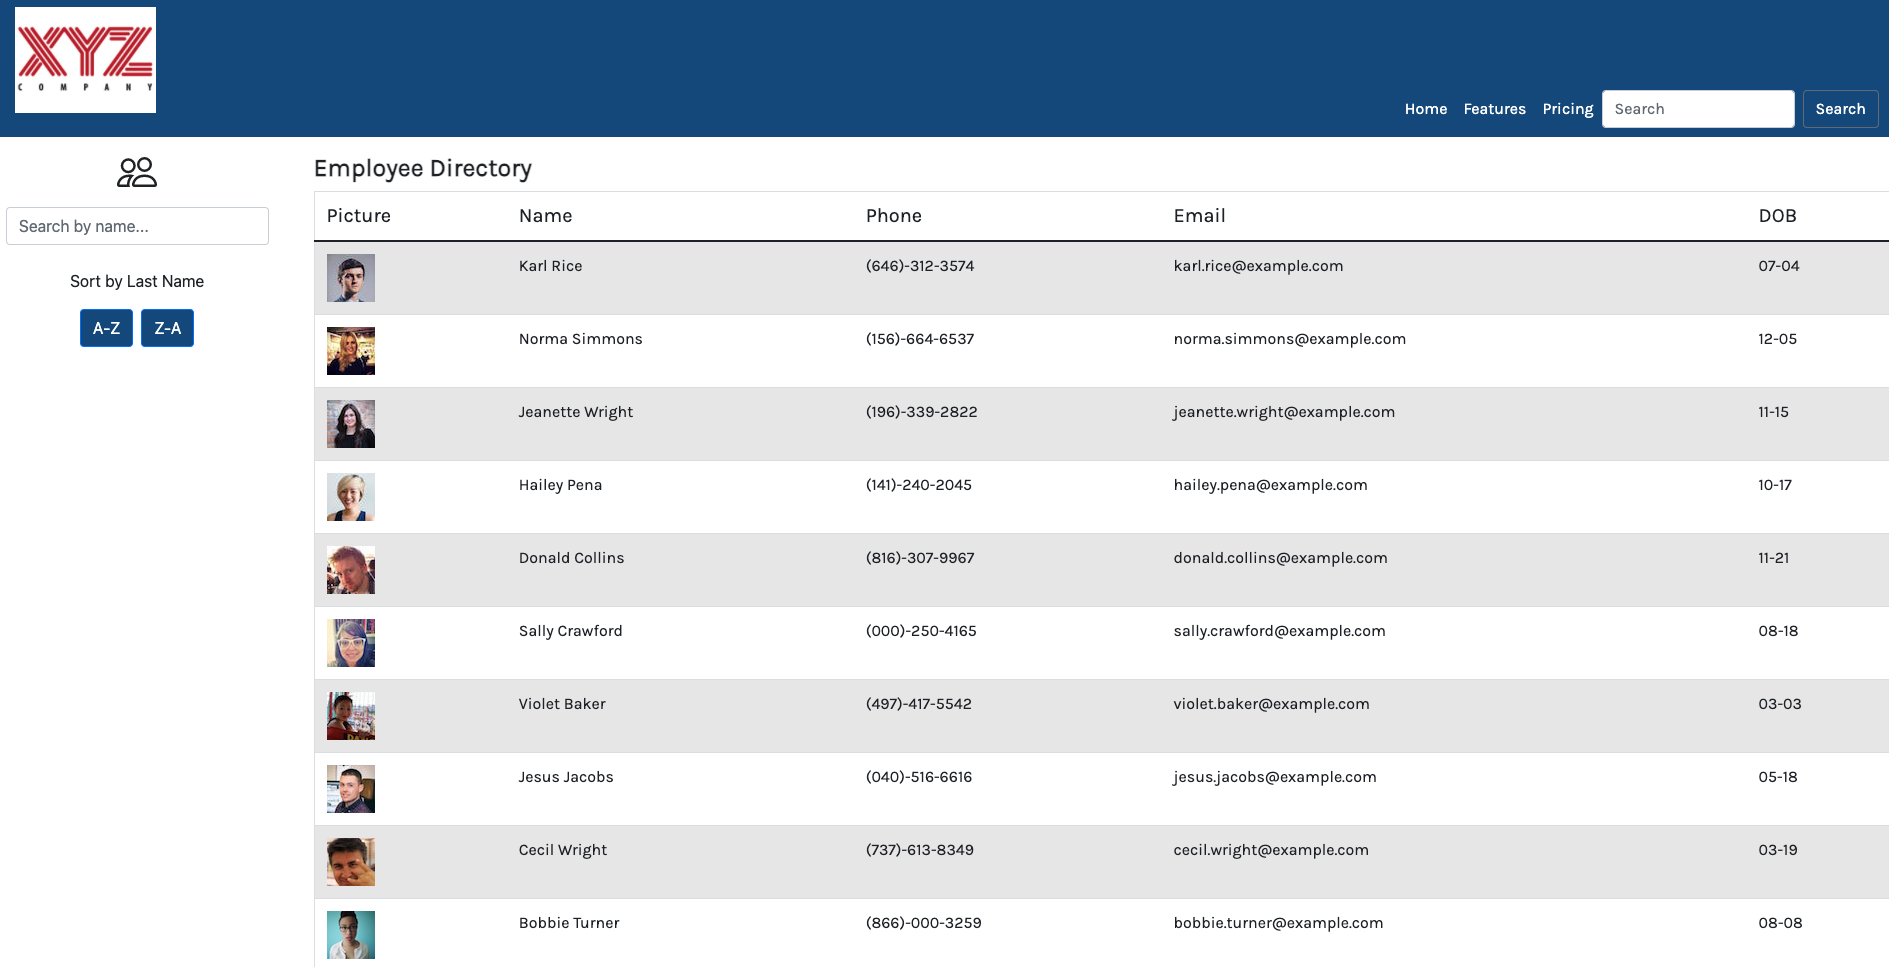 XYZ
COMPANY
Home Features Pricing Search Search
Employee Directory
Search by name...
Sort by Last Name
A-Z Z-A
Picture Name Phone Email DOB
Karl Rice (646)-312-3574 karl.rice@example.com 07-04
Norma Simmons (156)-664-6537 norma.simmons@example.com 12-05
Jeanette Wright (196)-339-2822 jeanette.wright@example.com 11-15
Hailey Pena (141)-240-2045 hailey.pena@example.com 10-17
Donald Collins (816)-307-9967 donald.collins@example.com 11-21
Sally Crawford (000)-250-4165 sally.crawford@example.com 08-18
Violet Baker (497)-417-5542 violet.baker@example.com 03-03
Jesus Jacobs (040)-516-6616 jesus.jacobs@example.com 05-18
Cecil Wright (737)-613-8349 cecil.wright@example.com 03-19
Bobbie Turner (866)-000-3259 bobbie.turner@example.com 08-08